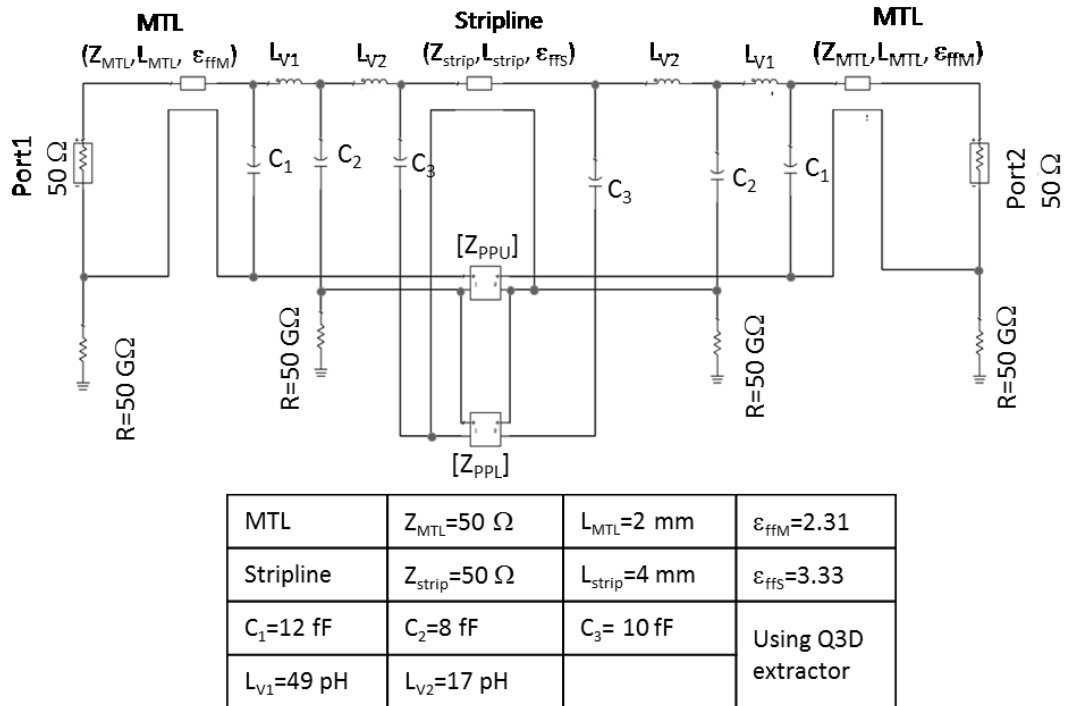 MTL
(Z_MTL, L_MTL, ε_ffM)
L_V1
L_V2
Stripline
(Z_strip, L_strip, ε_ffS)
L_V2
L_V1
MTL
(Z_MTL, L_MTL, ε_ffM)
Port1
50 Ω
C_1
C_2
C_3
C_3
C_2
C_1
Port2
50 Ω
[Z_PPU]
R=50 GΩ
R=50 GΩ
R=50 GΩ
R=50 GΩ
[Z_PPL]
MTL Z_MTL=50 Ω L_MTL=2 mm ε_ffM=2.31
Stripline Z_strip=50 Ω L_strip=4 mm ε_ffS=3.33
C_1=12 fF C_2=8 fF C_3= 10 fF Using Q3D
extractor
L_V1=49 pH L_V2=17 pH